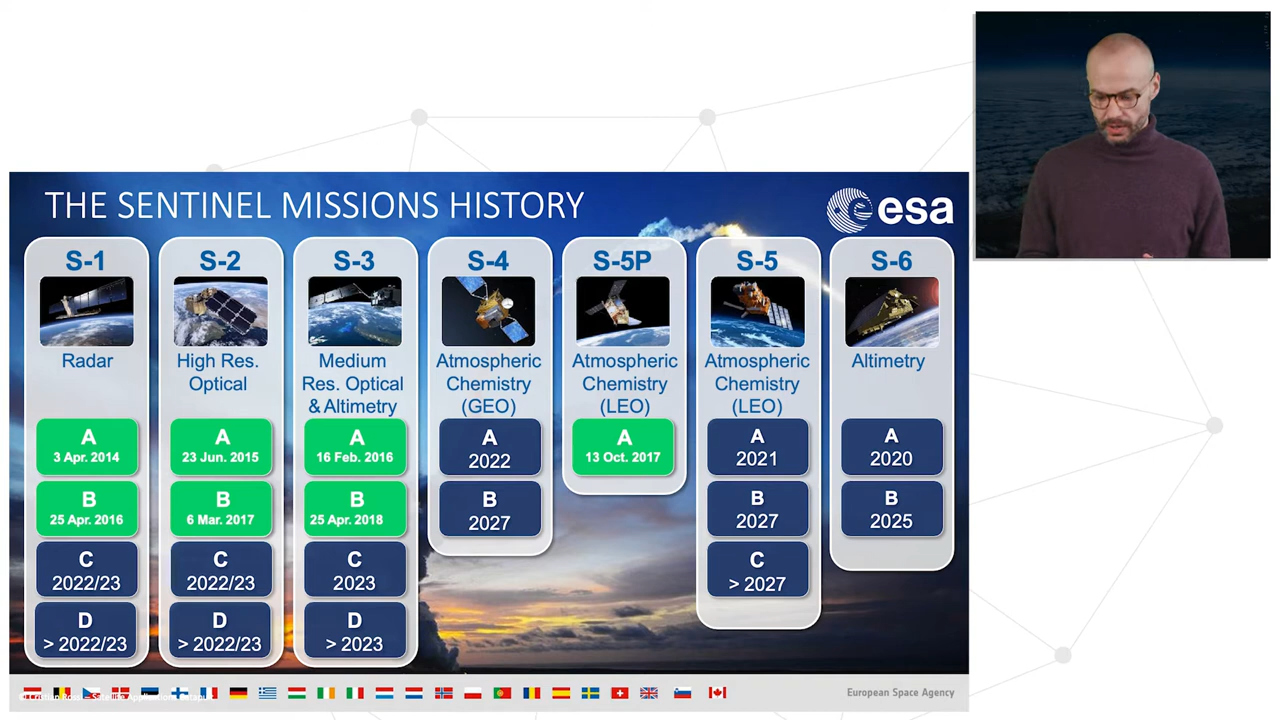 THE SENTINEL MISSIONS HISTORY
esa
S-1
Radar
A
3 Apr. 2014
B
25 Apr. 2016
C
2022/23
D
> 2022/23
S-2
High Res.
Optical
A
23 Jun. 2015
B
6 Mar. 2017
C
2022/23
D
> 2022/23
S-3
Medium
Res. Optical
& Altimetry
A
16 Feb. 2016
B
25 Apr. 2018
C
2023
D
> 2023
S-4
Atmospheric
Chemistry
(GEO)
A
2022
B
2027
S-5P
Atmospheric
Chemistry
(LEO)
A
13 Oct. 2017
S-5
Atmospheric
Chemistry
(LEO)
A
2021
B
2027
C
> 2027
S-6
Altimetry
A
2020
B
2025
European Space Agency